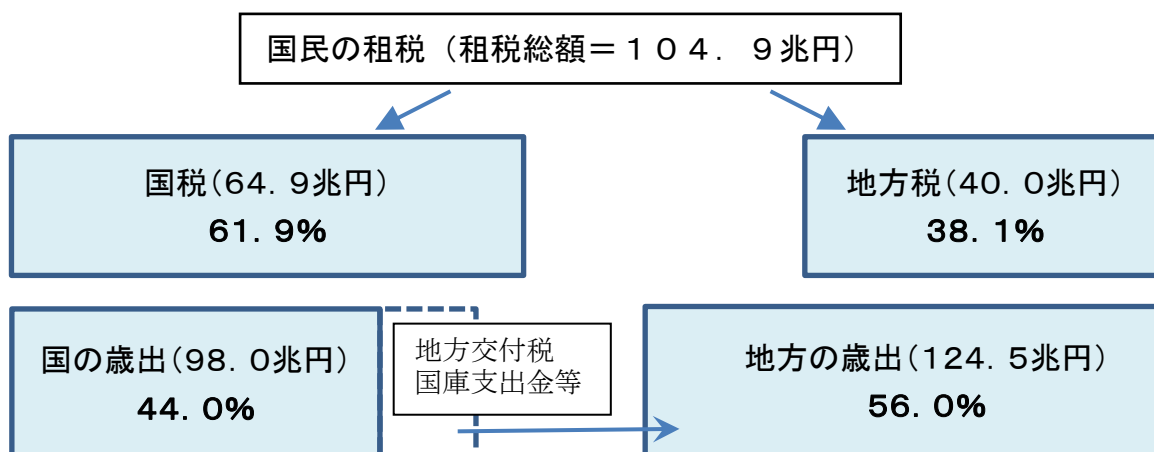 国民の租税（租税総額＝１０４．９兆円）
国税（64．9兆円）
61．9%
地方税（40．0兆円）
38．1%
国の歳出（98．0兆円）
44．0%
地方交付税
国庫支出金等
地方の歳出（124．5兆円）
56．0%